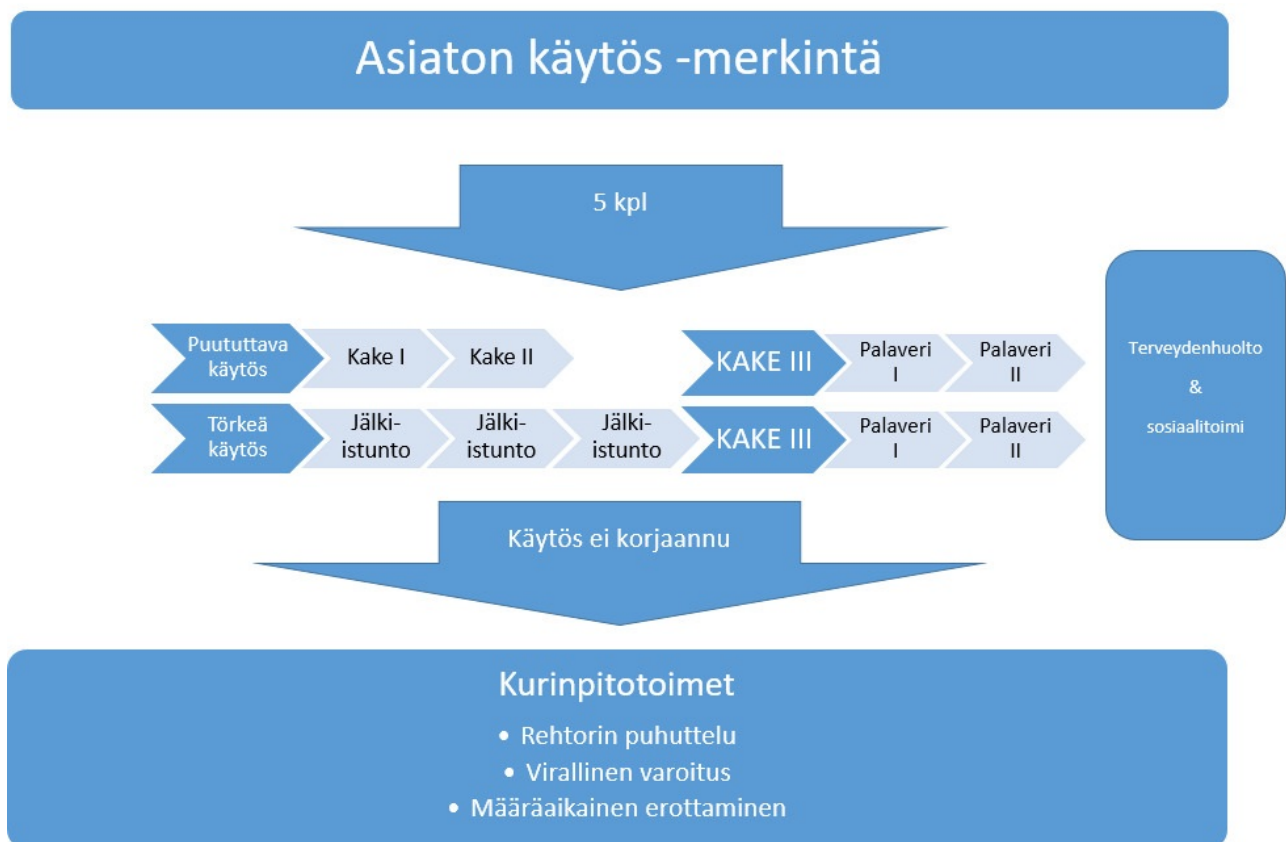 Asiaton käytös -merkintä
5 kpl
Puututtava
käytös
Kake I
Kake II
KAKE III
Palaveri
I
Palaveri
II
Törkeä
käytös
Jälki-
istunto
Jälki-
istunto
Jälki-
istunto
KAKE III
Palaveri
I
Palaveri
II
Terveydenhuolto
&
sosiaalitoimi
Käytös ei korjaannu
Kurinpitotoimet
• Rehtorin puhuttelu
• Virallinen varoitus
• Määräaikainen erottaminen